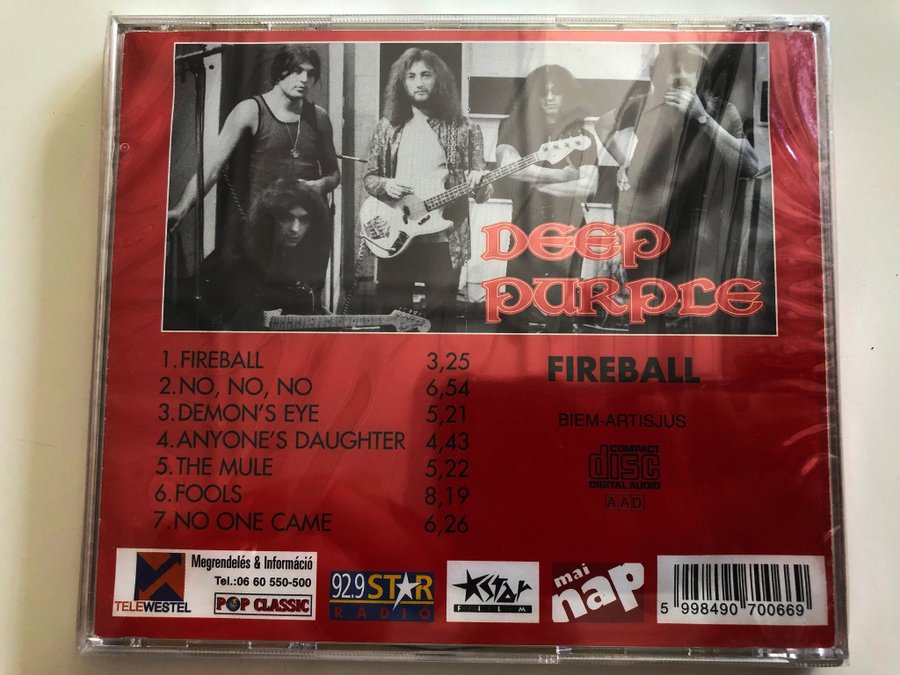 DEEP
PURPLE
1. FIREBALL 3,25
2. NO, NO, NO 6,54
3. DEMON'S EYE 5,21
4. ANYONE'S DAUGHTER 4,43
5. THE MULE 5,22
6. FOOLS 8,19
7. NO ONE CAME 6,26
FIREBALL
BIEM-ARTISJUS
COMPACT
disc
DIGITAL AUDIO
AAD
TELEWESTEL
Megrendelés & Információ
Tel.:06 60 550-500
POP CLASSIC
92.9 STAR
RÁDIÓ
Star
FILM
mai
nap
5 998490 700669